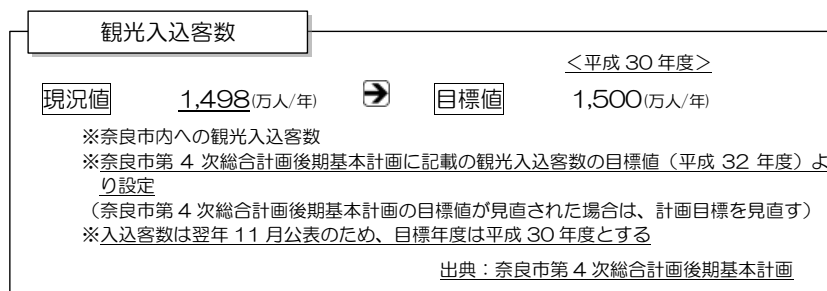 観光入込客数
<平成 30 年度>
現況値 1,498(万人/年) ➔ 目標値 1,500(万人/年)
※奈良市内への観光入込客数
※奈良市第 4 次総合計画後期基本計画に記載の観光入込客数の目標値（平成 32 年度）よ
り設定
（奈良市第 4 次総合計画後期基本計画の目標値が見直された場合は、計画目標を見直す）
※入込客数は翌年 11 月公表のため、目標年度は平成 30 年度とする
出典：奈良市第 4 次総合計画後期基本計画